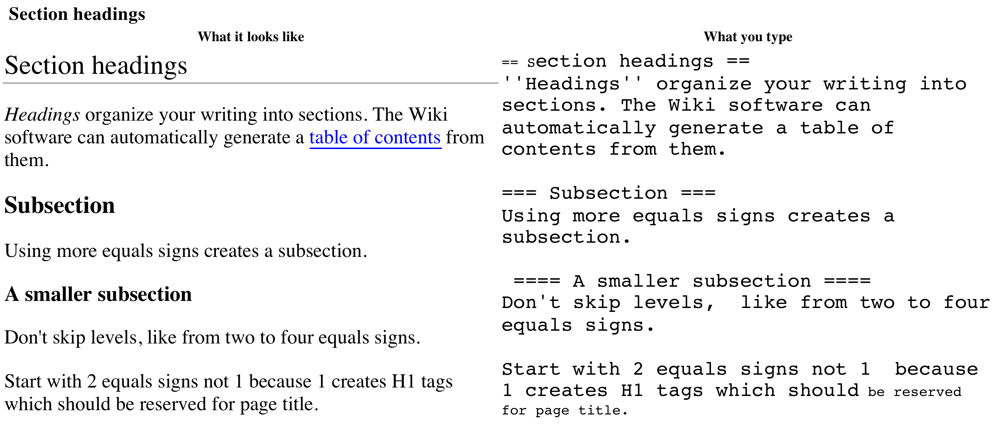 Section headings
What it looks like
What you type
Section headings
Headings organize your writing into sections. The Wiki
software can automatically generate a table of contents from
them.
Subsection
Using more equals signs creates a subsection.
A smaller subsection
Don't skip levels, like from two to four equals signs.
Start with 2 equals signs not 1 because 1 creates H1 tags
which should be reserved for page title.
== section headings ==
''Headings'' organize your writing into
sections. The Wiki software can
automatically generate a table of
contents from them.
=== Subsection ===
Using more equals signs creates a
subsection.
==== A smaller subsection ====
Don't skip levels,  like from two to four
equals signs.
Start with 2 equals signs not 1  because
1 creates H1 tags which should be reserved
for page title.